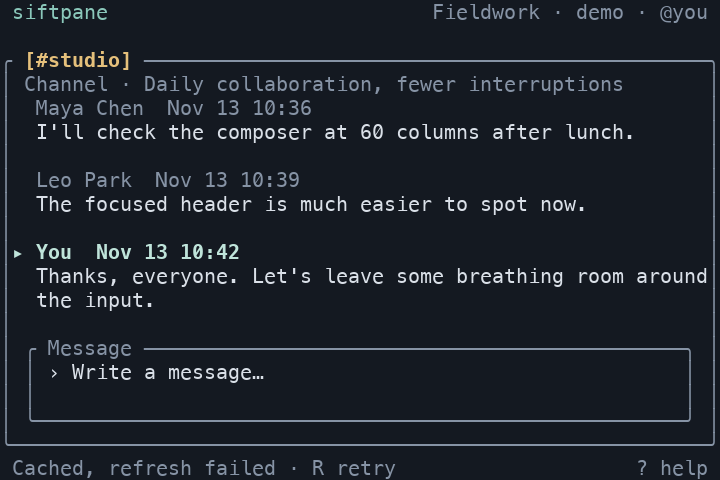 siftpane Fieldwork · demo · @you
[#studio]
Channel · Daily collaboration, fewer interruptions
Maya Chen  Nov 13 10:36
I'll check the composer at 60 columns after lunch.
Leo Park  Nov 13 10:39
The focused header is much easier to spot now.
▸ You  Nov 13 10:42
Thanks, everyone. Let's leave some breathing room around
the input.
Message
› Write a message…
Cached, refresh failed · R retry ? help